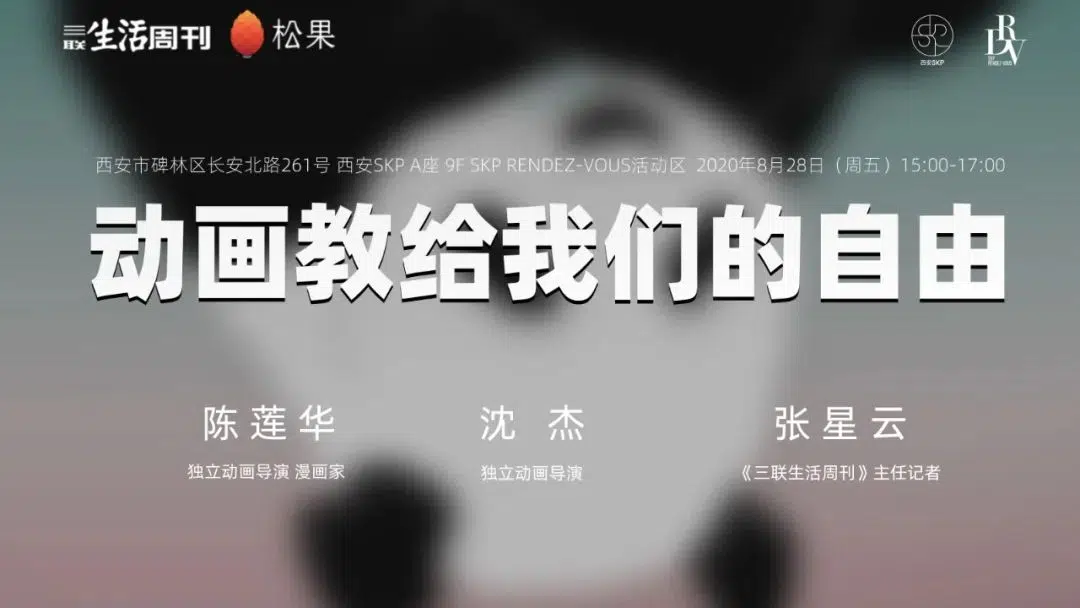 三联生活周刊 松果
SKP
西安SKP
RDV
SKP
RENDEZ-VOUS
西安市碑林区长安北路261号 西安SKP A座 9F SKP RENDEZ-VOUS活动区 2020年8月28日（周五）15:00-17:00
动画教给我们的自由
陈莲华 沈杰 张星云
独立动画导演 漫画家 独立动画导演 《三联生活周刊》主任记者